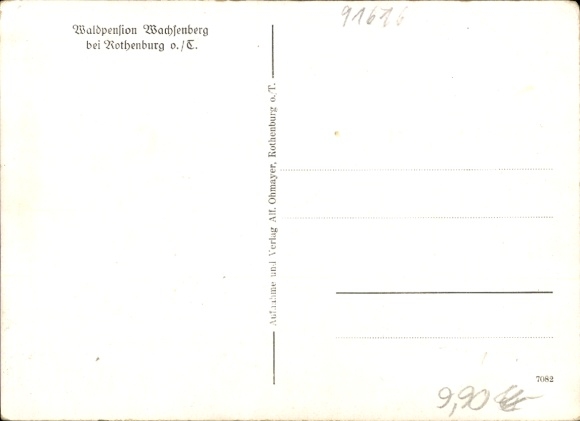 Waldpension Wachsenberg
bei Rothenburg o./T.
91616
Aufnahme und Verlag Alf. Ohmayer, Rothenburg o./T.
7082
9,90